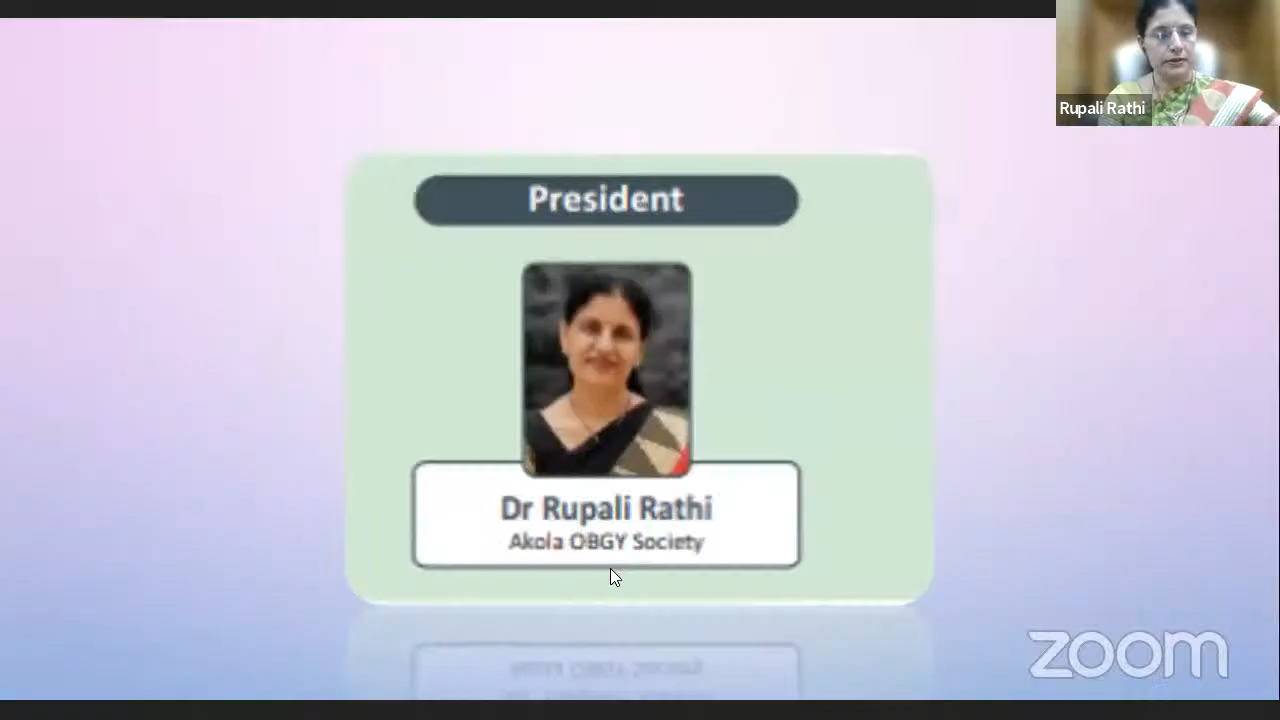 Rupali Rathi
President
Dr Rupali Rathi
Akola OBGY Society
zoom